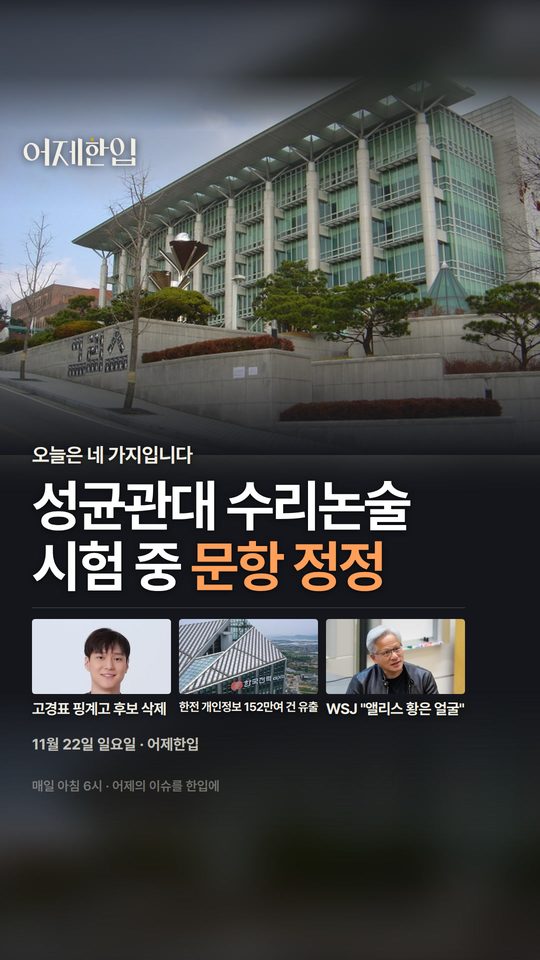 어제한입
오늘은 네 가지입니다
성균관대 수리논술
시험 중 문항 정정
한국전력
고경표 핑계고 후보 삭제
한전 개인정보 152만여 건 유출
WSJ "앨리스 황은 얼굴"
11월 22일 일요일 · 어제한입
매일 아침 6시 · 어제의 이슈를 한입에